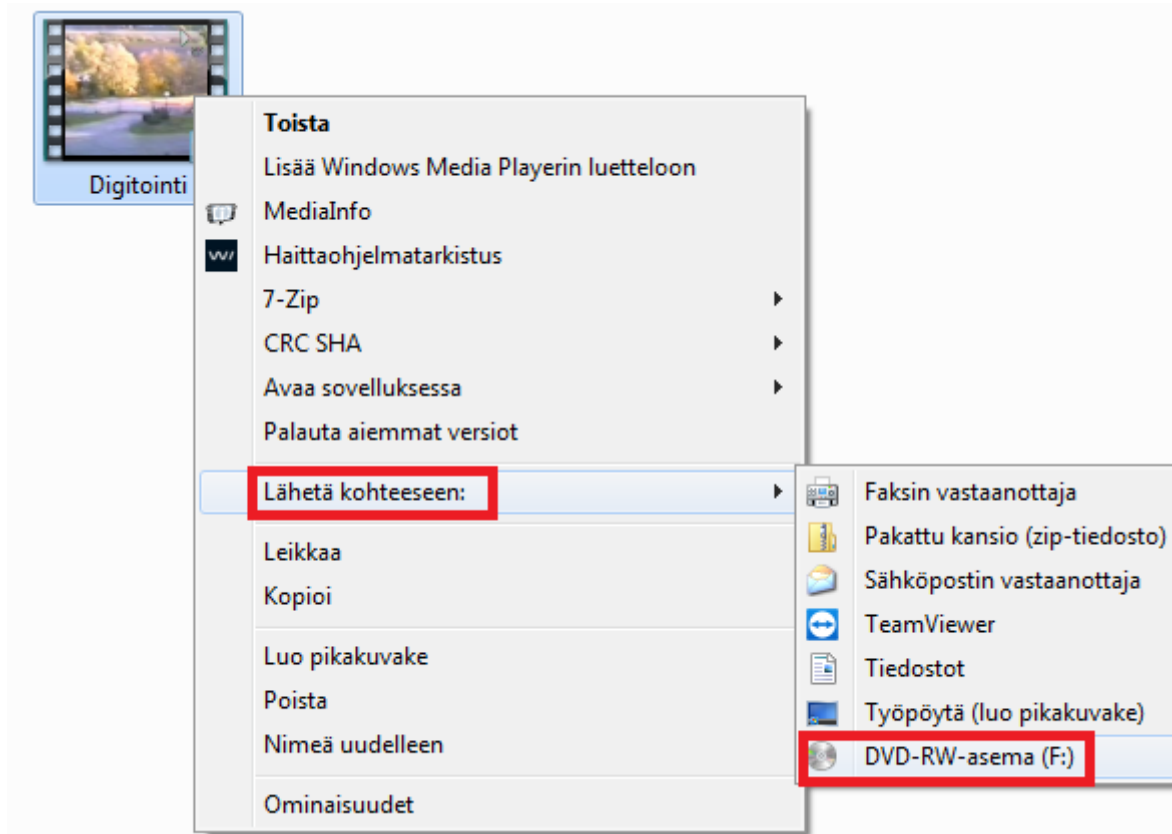 Digitointi
Toista
Lisää Windows Media Playerin luetteloon
MediaInfo
Haittaohjelmatarkistus
7-Zip
CRC SHA
Avaa sovelluksessa
Palauta aiemmat versiot
Lähetä kohteeseen:
Leikkaa
Kopioi
Luo pikakuvake
Poista
Nimeä uudelleen
Ominaisuudet
Faksin vastaanottaja
Pakattu kansio (zip-tiedosto)
Sähköpostin vastaanottaja
TeamViewer
Tiedostot
Työpöytä (luo pikakuvake)
DVD-RW-asema (F:)